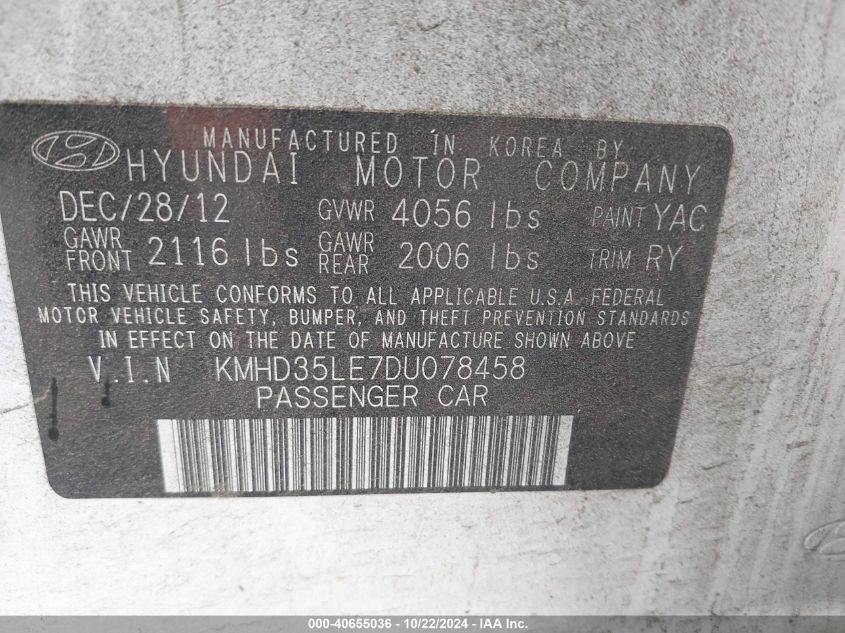 MANUFACTURED IN KOREA BY
HYUNDAI MOTOR COMPANY
DEC/28/12 GVWR 4056 lbs PAINT YAC
GAWR FRONT 2116 lbs GAWR REAR 2006 lbs TRIM RY
THIS VEHICLE CONFORMS TO ALL APPLICABLE U.S.A. FEDERAL
MOTOR VEHICLE SAFETY, BUMPER, AND THEFT PREVENTION STANDARDS
IN EFFECT ON THE DATE OF MANUFACTURE SHOWN ABOVE
V.I.N KMHD35LE7DU078458
PASSENGER CAR
000-40655036 - 10/22/2024 - IAA Inc.